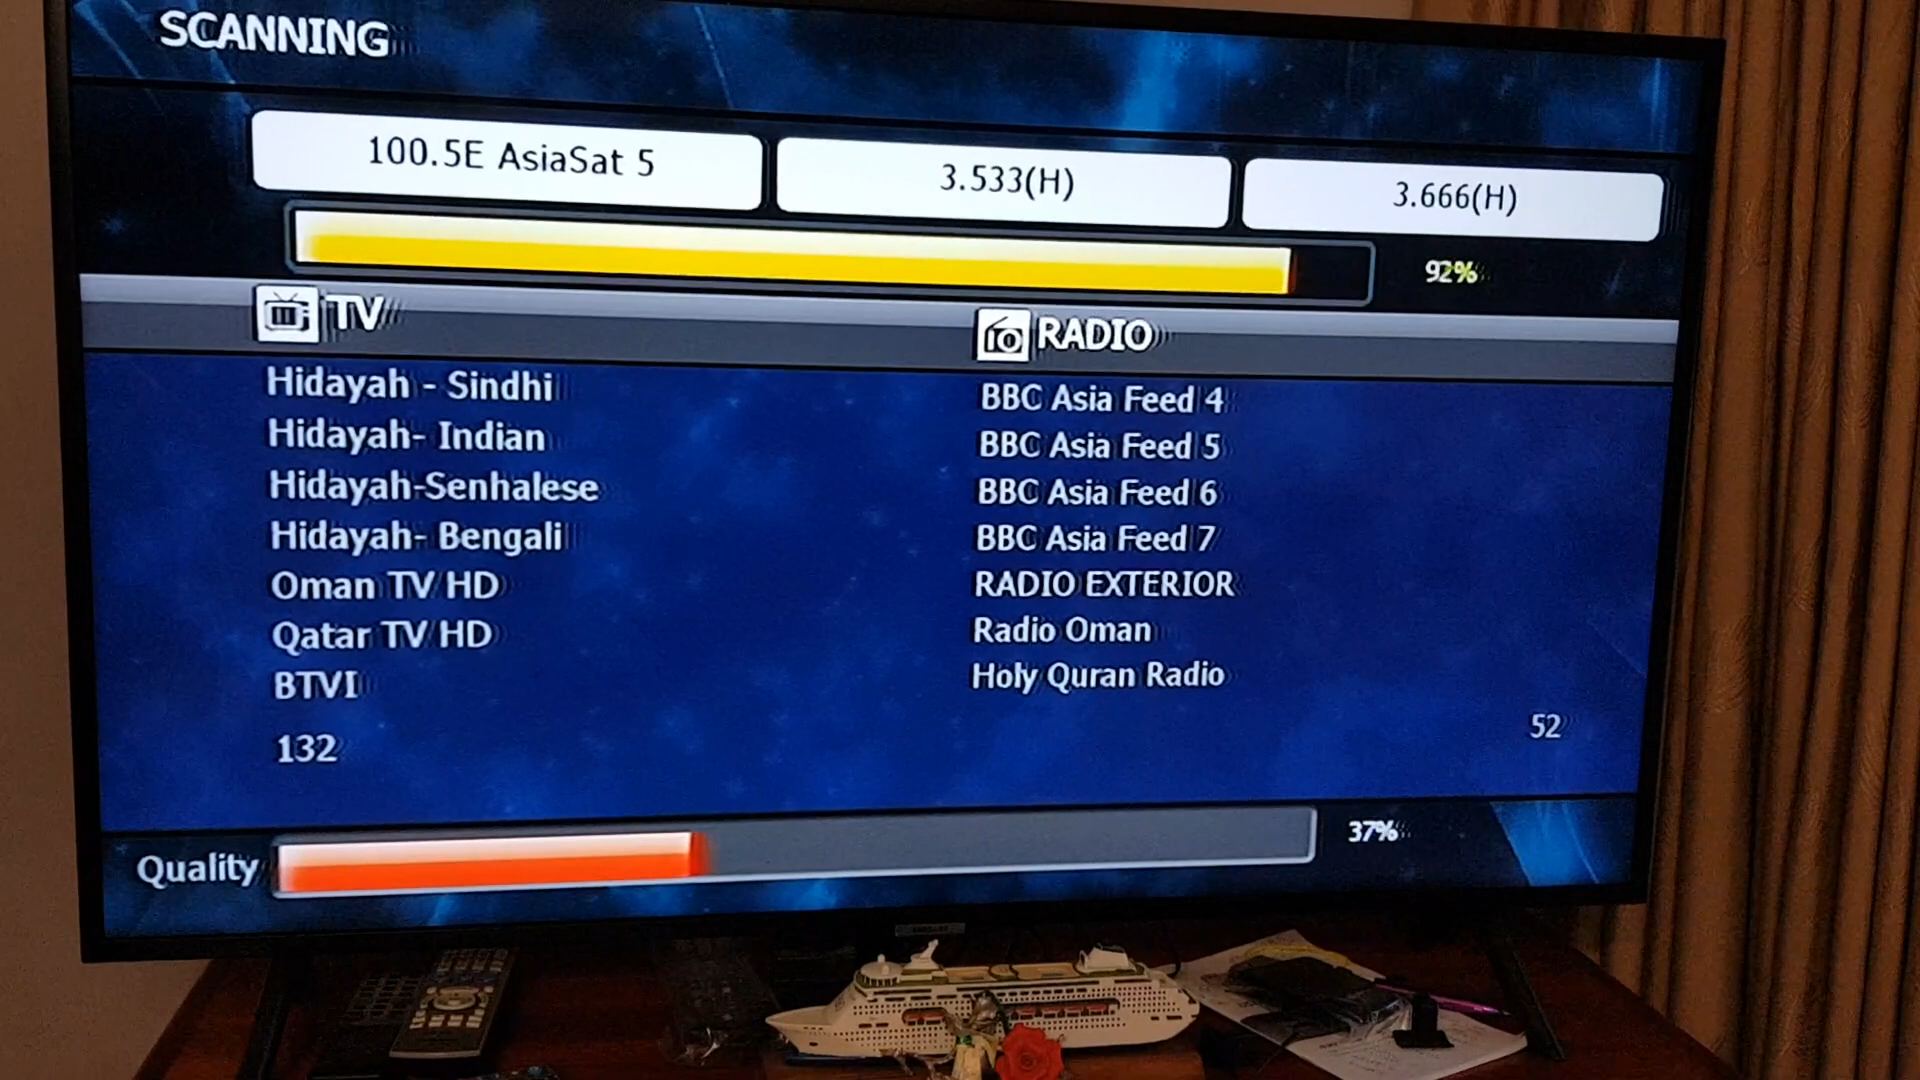 SCANNING
100.5E AsiaSat 5
3.533(H)
3.666(H)
92%
TV
RADIO
Hidayah - Sindhi
Hidayah- Indian
Hidayah-Senhalese
Hidayah- Bengali
Oman TV HD
Qatar TV HD
BTVI
132
BBC Asia Feed 4
BBC Asia Feed 5
BBC Asia Feed 6
BBC Asia Feed 7
RADIO EXTERIOR
Radio Oman
Holy Quran Radio
52
Quality
37%